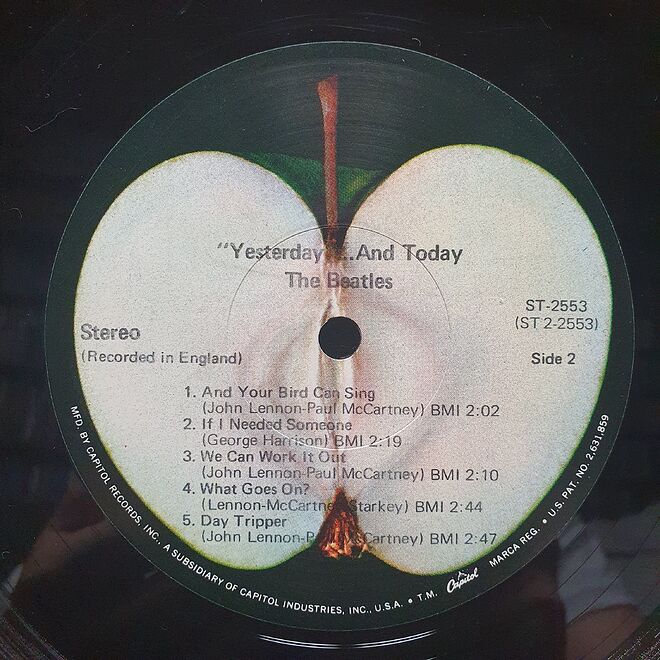 "Yesterday"...And Today
The Beatles
ST-2553
(ST 2-2553)
Stereo
(Recorded in England)
Side 2
1. And Your Bird Can Sing
(John Lennon-Paul McCartney) BMI 2:02
2. If I Needed Someone
(George Harrison) BMI 2:19
3. We Can Work It Out
(John Lennon-Paul McCartney) BMI 2:10
4. What Goes On?
(Lennon-McCartney-Starkey) BMI 2:44
5. Day Tripper
(John Lennon-Paul McCartney) BMI 2:47
MFD. BY CAPITOL RECORDS, INC., A SUBSIDIARY OF CAPITOL INDUSTRIES, INC., U.S.A. • T.M. Capitol MARCA REG. • U.S. PAT. NO. 2,631,859